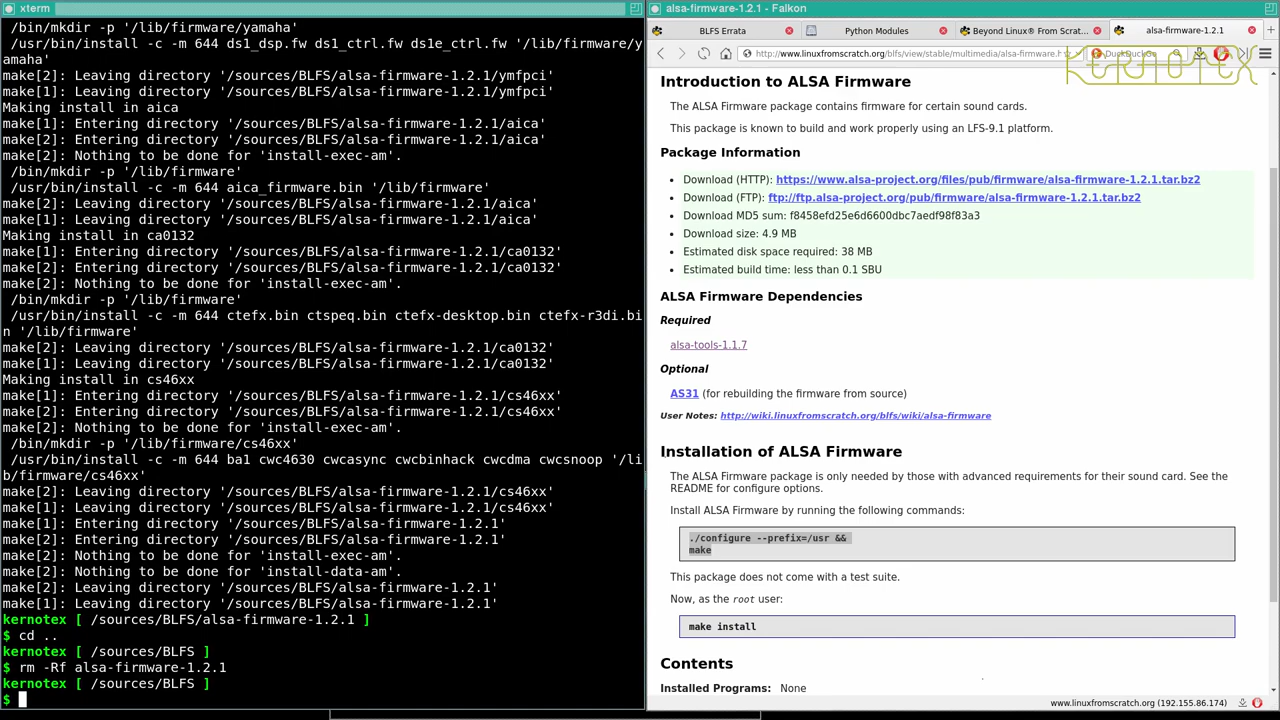 xterm
/bin/mkdir -p '/lib/firmware/yamaha'
/usr/bin/install -c -m 644 ds1_dsp.fw ds1_ctrl.fw ds1e_ctrl.fw '/lib/firmware/y
amaha'
make[2]: Leaving directory '/sources/BLFS/alsa-firmware-1.2.1/ymfpci'
make[1]: Leaving directory '/sources/BLFS/alsa-firmware-1.2.1/ymfpci'
Making install in aica
make[1]: Entering directory '/sources/BLFS/alsa-firmware-1.2.1/aica'
make[2]: Entering directory '/sources/BLFS/alsa-firmware-1.2.1/aica'
make[2]: Nothing to be done for 'install-exec-am'.
/bin/mkdir -p '/lib/firmware'
/usr/bin/install -c -m 644 aica_firmware.bin '/lib/firmware'
make[2]: Leaving directory '/sources/BLFS/alsa-firmware-1.2.1/aica'
make[1]: Leaving directory '/sources/BLFS/alsa-firmware-1.2.1/aica'
Making install in ca0132
make[1]: Entering directory '/sources/BLFS/alsa-firmware-1.2.1/ca0132'
make[2]: Entering directory '/sources/BLFS/alsa-firmware-1.2.1/ca0132'
make[2]: Nothing to be done for 'install-exec-am'.
/bin/mkdir -p '/lib/firmware'
/usr/bin/install -c -m 644 ctefx.bin ctspeq.bin ctefx-desktop.bin ctefx-r3di.bi
n '/lib/firmware'
make[2]: Leaving directory '/sources/BLFS/alsa-firmware-1.2.1/ca0132'
make[1]: Leaving directory '/sources/BLFS/alsa-firmware-1.2.1/ca0132'
Making install in cs46xx
make[1]: Entering directory '/sources/BLFS/alsa-firmware-1.2.1/cs46xx'
make[2]: Entering directory '/sources/BLFS/alsa-firmware-1.2.1/cs46xx'
make[2]: Nothing to be done for 'install-exec-am'.
/bin/mkdir -p '/lib/firmware/cs46xx'
/usr/bin/install -c -m 644 ba1 cwc4630 cwcasync cwcbinhack cwcdma cwcsnoop '/li
b/firmware/cs46xx'
make[2]: Leaving directory '/sources/BLFS/alsa-firmware-1.2.1/cs46xx'
make[1]: Leaving directory '/sources/BLFS/alsa-firmware-1.2.1/cs46xx'
make[1]: Entering directory '/sources/BLFS/alsa-firmware-1.2.1'
make[2]: Entering directory '/sources/BLFS/alsa-firmware-1.2.1'
make[2]: Nothing to be done for 'install-exec-am'.
make[2]: Nothing to be done for 'install-data-am'.
make[2]: Leaving directory '/sources/BLFS/alsa-firmware-1.2.1'
make[1]: Leaving directory '/sources/BLFS/alsa-firmware-1.2.1'
kernotex [ /sources/BLFS/alsa-firmware-1.2.1 ]
$ cd ..
kernotex [ /sources/BLFS ]
$ rm -Rf alsa-firmware-1.2.1
kernotex [ /sources/BLFS ]
$
alsa-firmware-1.2.1 - Falkon
BLFS Errata
Python Modules
Beyond Linux® From Scrat...
alsa-firmware-1.2.1
http://www.linuxfromscratch.org/blfs/view/stable/multimedia/alsa-firmware.h
DuckDuckGo
KERNOTEX
Introduction to ALSA Firmware
The ALSA Firmware package contains firmware for certain sound cards.
This package is known to build and work properly using an LFS-9.1 platform.
Package Information
• Download (HTTP): https://www.alsa-project.org/files/pub/firmware/alsa-firmware-1.2.1.tar.bz2
• Download (FTP): ftp://ftp.alsa-project.org/pub/firmware/alsa-firmware-1.2.1.tar.bz2
• Download MD5 sum: f8458efd25e6d6600dbc7aedf98f83a3
• Download size: 4.9 MB
• Estimated disk space required: 38 MB
• Estimated build time: less than 0.1 SBU
ALSA Firmware Dependencies
Required
alsa-tools-1.1.7
Optional
AS31 (for rebuilding the firmware from source)
User Notes: http://wiki.linuxfromscratch.org/blfs/wiki/alsa-firmware
Installation of ALSA Firmware
The ALSA Firmware package is only needed by those with advanced requirements for their sound card. See the
README for configure options.
Install ALSA Firmware by running the following commands:
./configure --prefix=/usr &&
make
This package does not come with a test suite.
Now, as the root user:
make install
Contents
Installed Programs: None
www.linuxfromscratch.org (192.155.86.174)